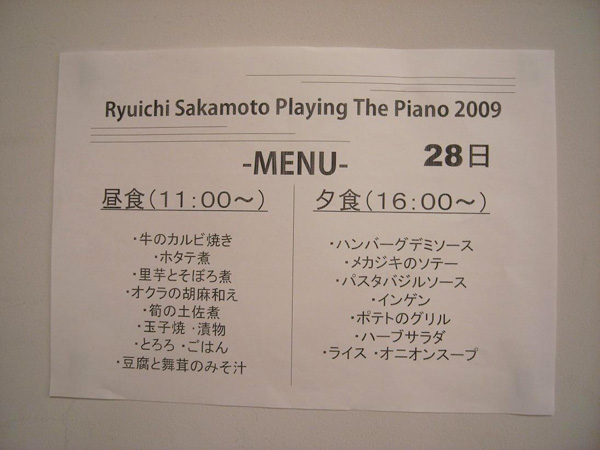 Ryuichi Sakamoto Playing The Piano 2009
-MENU-
28日
昼食(11:00～)
・牛のカルビ焼き
・ホタテ煮
・里芋とそぼろ煮
・オクラの胡麻和え
・筍の土佐煮
・玉子焼 ・漬物
・とろろ ・ごはん
・豆腐と舞茸のみそ汁
夕食(16:00～)
・ハンバーグデミソース
・メカジキのソテー
・パスタバジルソース
・インゲン
・ポテトのグリル
・ハーブサラダ
・ライス ・オニオンスープ